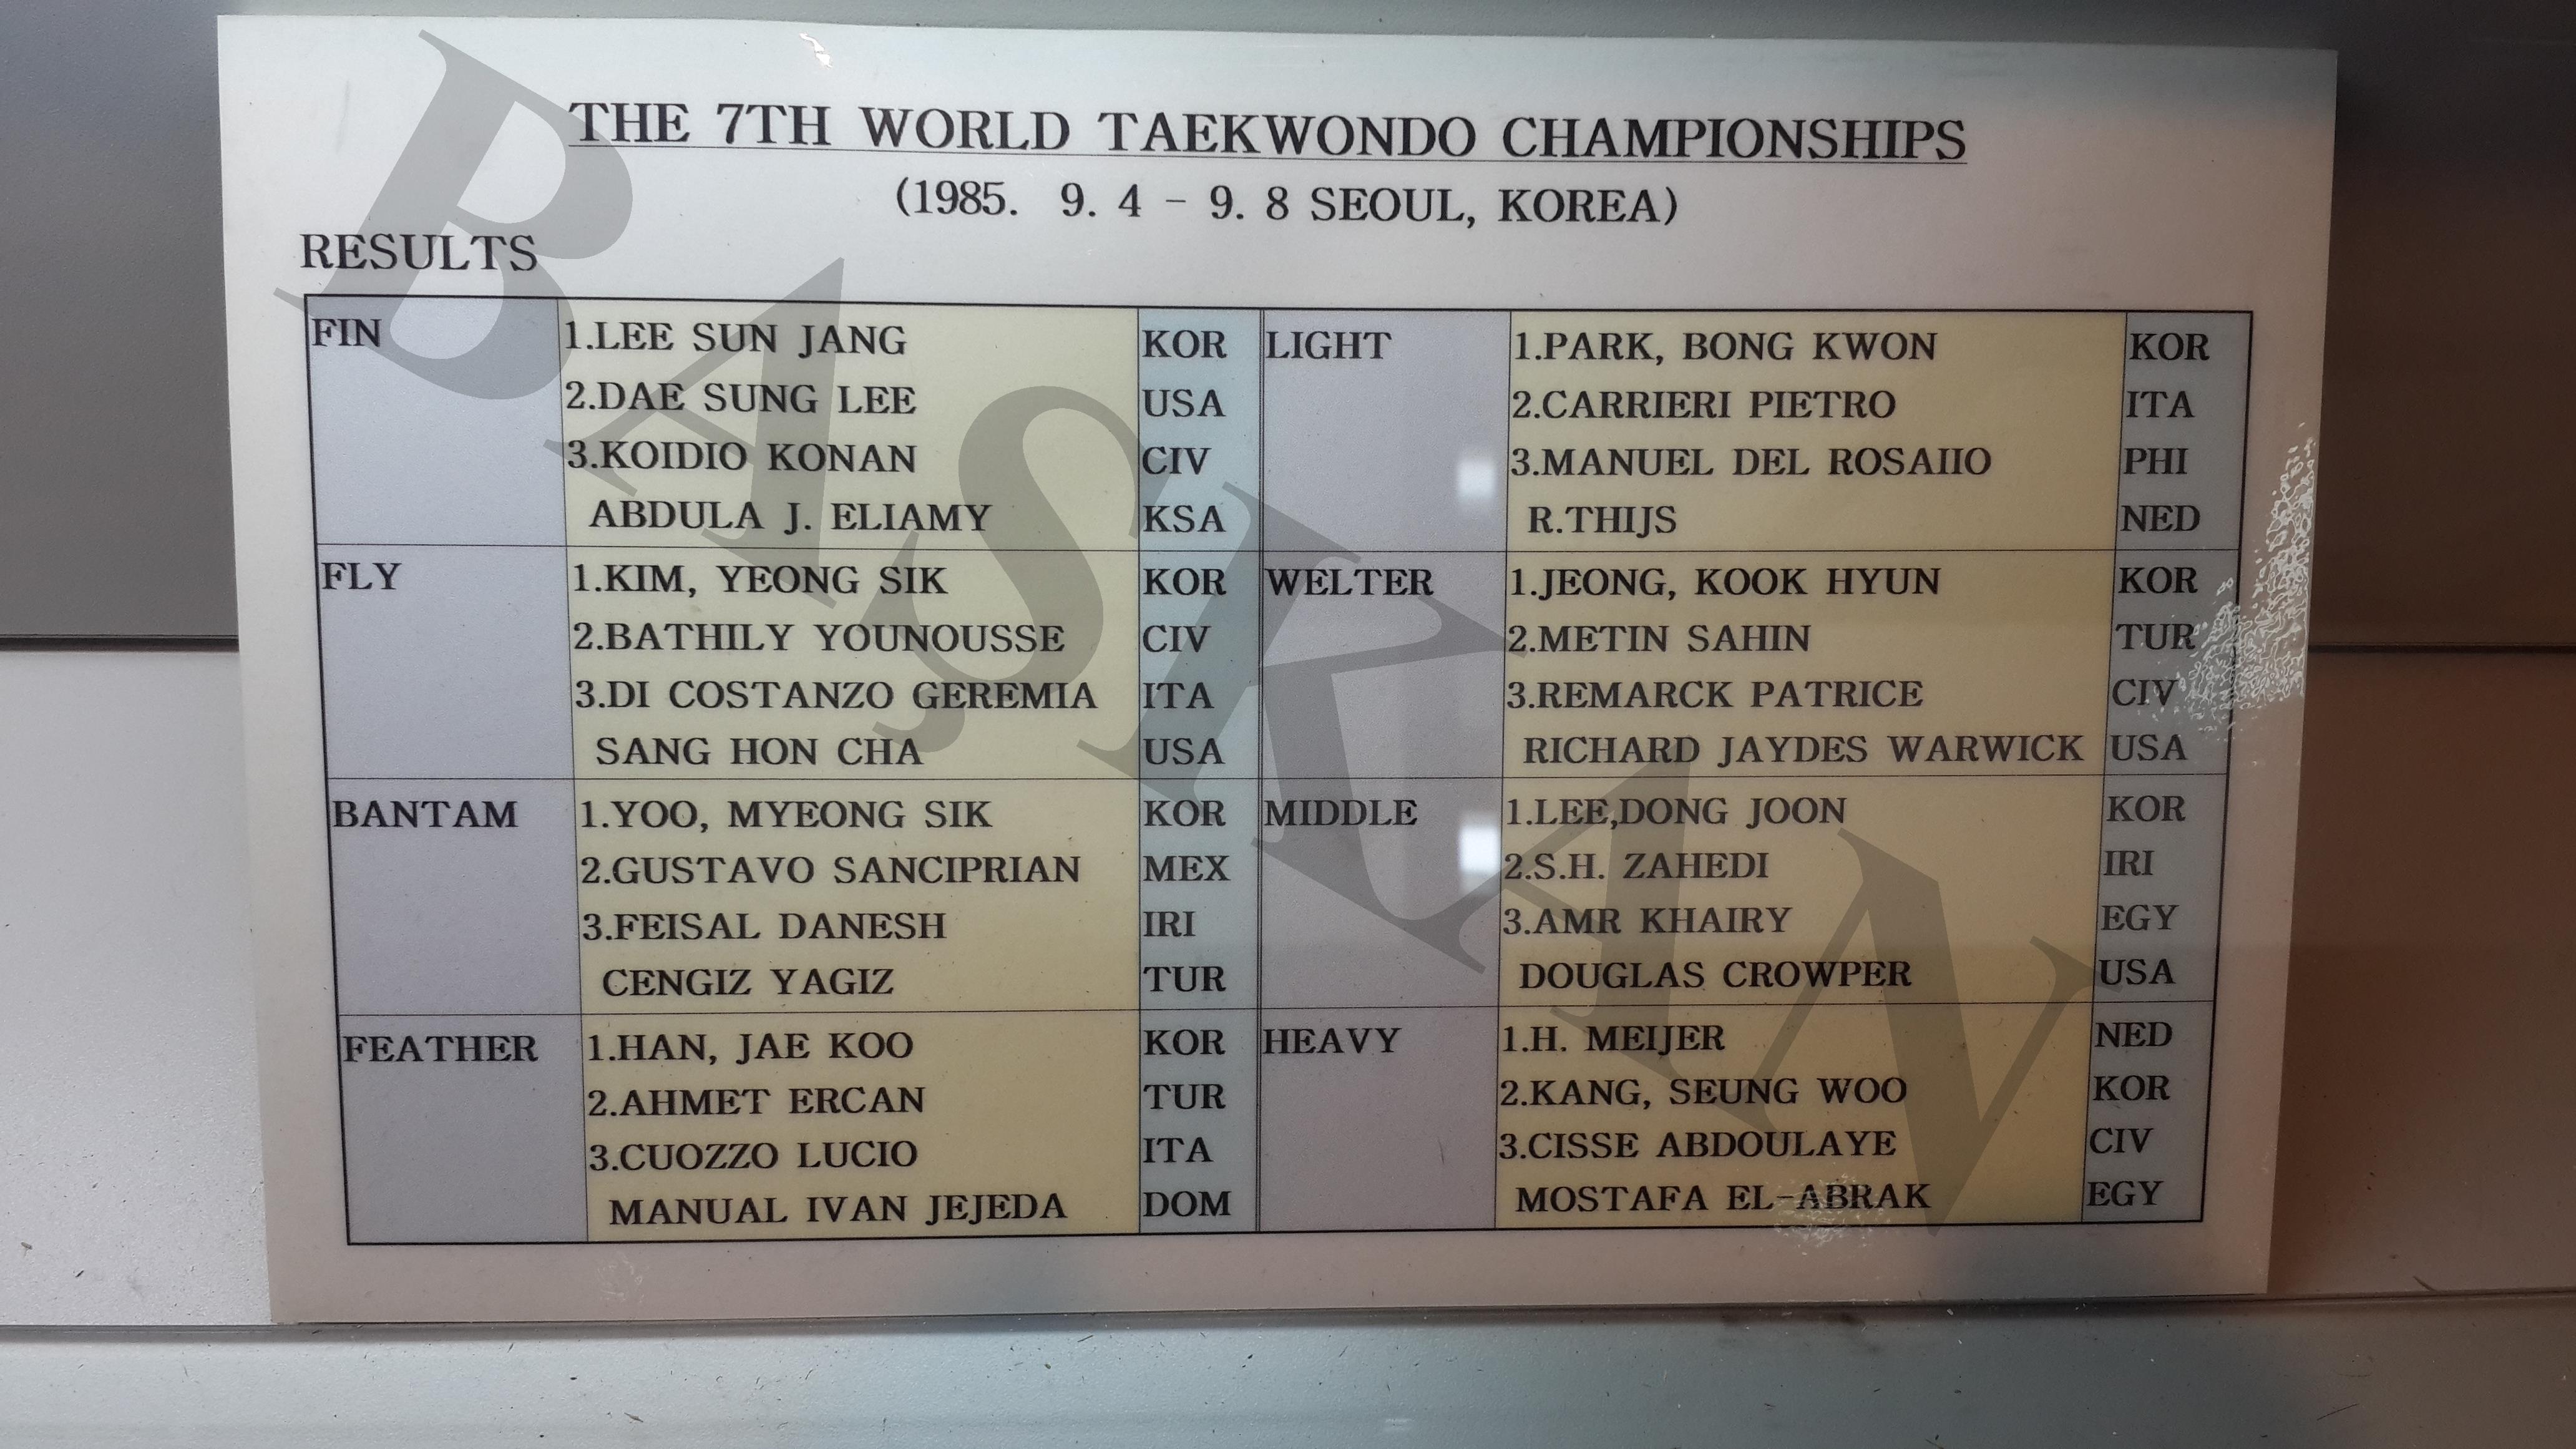 THE 7TH WORLD TAEKWONDO CHAMPIONSHIPS
(1985. 9. 4 - 9. 8 SEOUL, KOREA)
RESULTS
FIN
1.LEE SUN JANG KOR
2.DAE SUNG LEE USA
3.KOIDIO KONAN CIV
ABDULA J. ELIAMY KSA
FLY
1.KIM, YEONG SIK KOR
2.BATHILY YOUNOUSSE CIV
3.DI COSTANZO GEREMIA ITA
SANG HON CHA USA
BANTAM
1.YOO, MYEONG SIK KOR
2.GUSTAVO SANCIPRIAN MEX
3.FEISAL DANESH IRI
CENGIZ YAGIZ TUR
FEATHER
1.HAN, JAE KOO KOR
2.AHMET ERCAN TUR
3.CUOZZO LUCIO ITA
MANUAL IVAN JEJEDA DOM
LIGHT
1.PARK, BONG KWON KOR
2.CARRIERI PIETRO ITA
3.MANUEL DEL ROSAIIO PHI
R.THIJS NED
WELTER
1.JEONG, KOOK HYUN KOR
2.METIN SAHIN TUR
3.REMARCK PATRICE CIV
RICHARD JAYDES WARWICK USA
MIDDLE
1.LEE,DONG JOON KOR
2.S.H. ZAHEDI IRI
3.AMR KHAIRY EGY
DOUGLAS CROWPER USA
HEAVY
1.H. MEIJER NED
2.KANG, SEUNG WOO KOR
3.CISSE ABDOULAYE CIV
MOSTAFA EL-ABRAK EGY
BASKAN